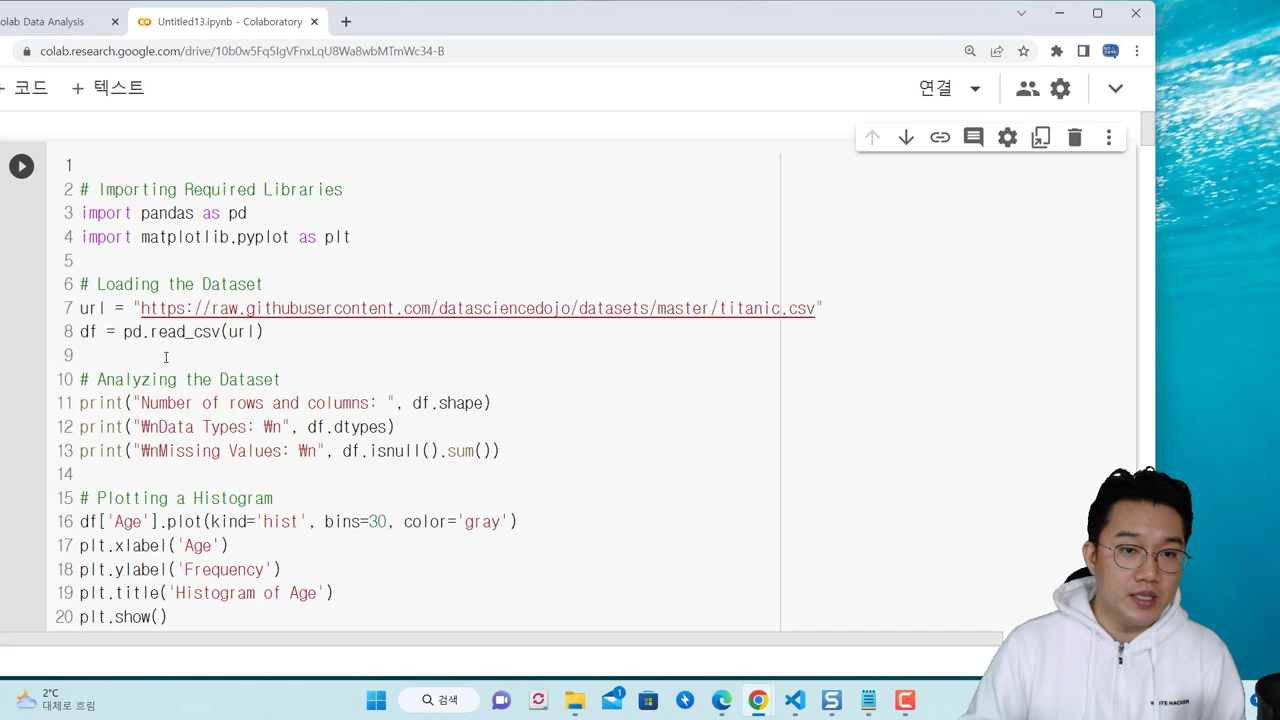 olab Data Analysis
Untitled13.ipynb - Colaboratory
colab.research.google.com/drive/10b0w5Fq5IgVFnxLqU8Wa8wbMTmWc34-B
+ 코드 + 텍스트
연결
1
2 # Importing Required Libraries
3 import pandas as pd
4 import matplotlib.pyplot as plt
5
6 # Loading the Dataset
7 url = "https://raw.githubusercontent.com/datasciencedojo/datasets/master/titanic.csv"
8 df = pd.read_csv(url)
9
10 # Analyzing the Dataset
11 print("Number of rows and columns: ", df.shape)
12 print("₩nData Types: ₩n", df.dtypes)
13 print("₩nMissing Values: ₩n", df.isnull().sum())
14
15 # Plotting a Histogram
16 df['Age'].plot(kind='hist', bins=30, color='gray')
17 plt.xlabel('Age')
18 plt.ylabel('Frequency')
19 plt.title('Histogram of Age')
20 plt.show()
2°C
대체로 흐림
검색
1
HACKER